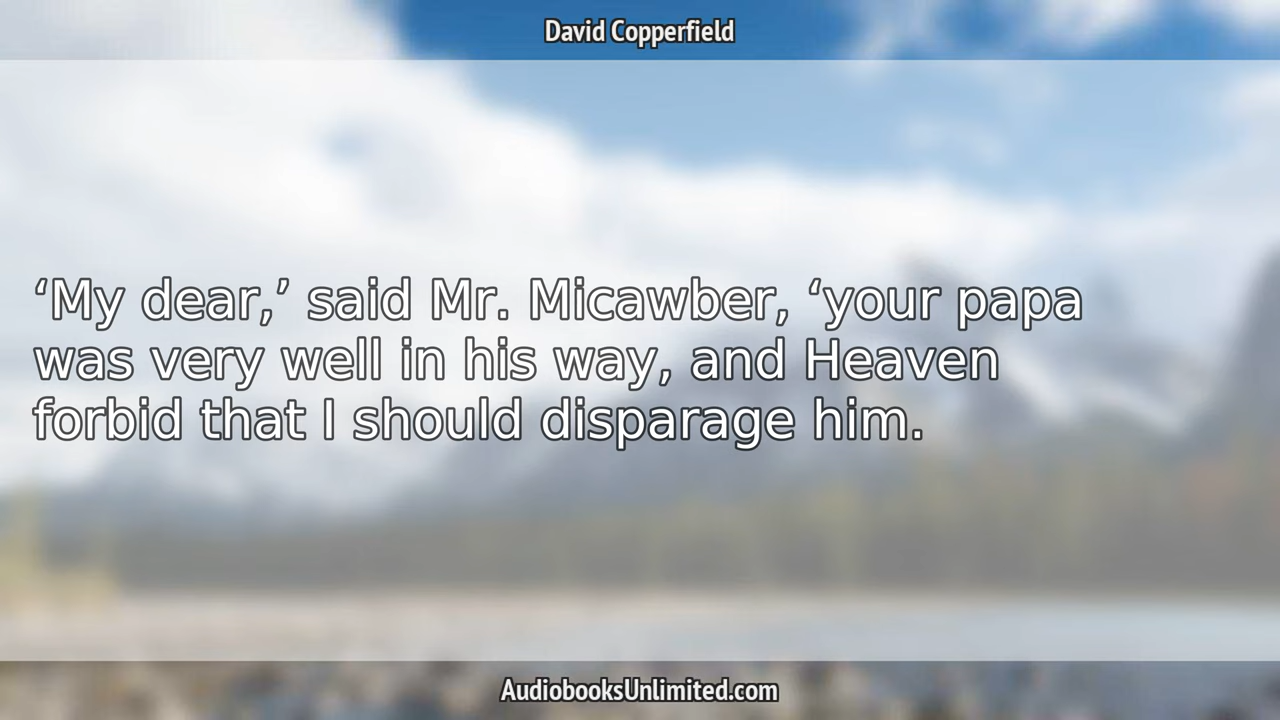 David Copperfield
‘My dear,’ said Mr. Micawber, ‘your papa
was very well in his way, and Heaven
forbid that I should disparage him.
AudiobooksUnlimited.com